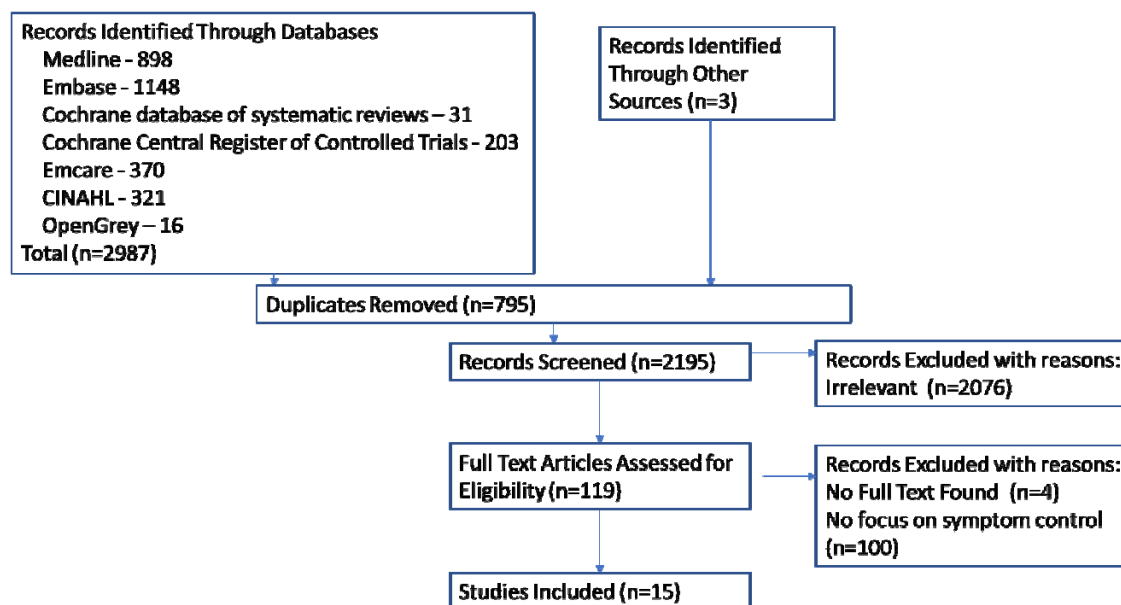 Records Identified Through Databases
Medline - 898
Embase - 1148
Cochrane database of systematic reviews – 31
Cochrane Central Register of Controlled Trials - 203
Emcare - 370
CINAHL - 321
OpenGrey – 16
Total (n=2987)
Records Identified
Through Other
Sources (n=3)
Duplicates Removed (n=795)
Records Screened (n=2195)
Records Excluded with reasons:
Irrelevant (n=2076)
Full Text Articles Assessed for
Eligibility (n=119)
Records Excluded with reasons:
No Full Text Found (n=4)
No focus on symptom control
(n=100)
Studies Included (n=15)